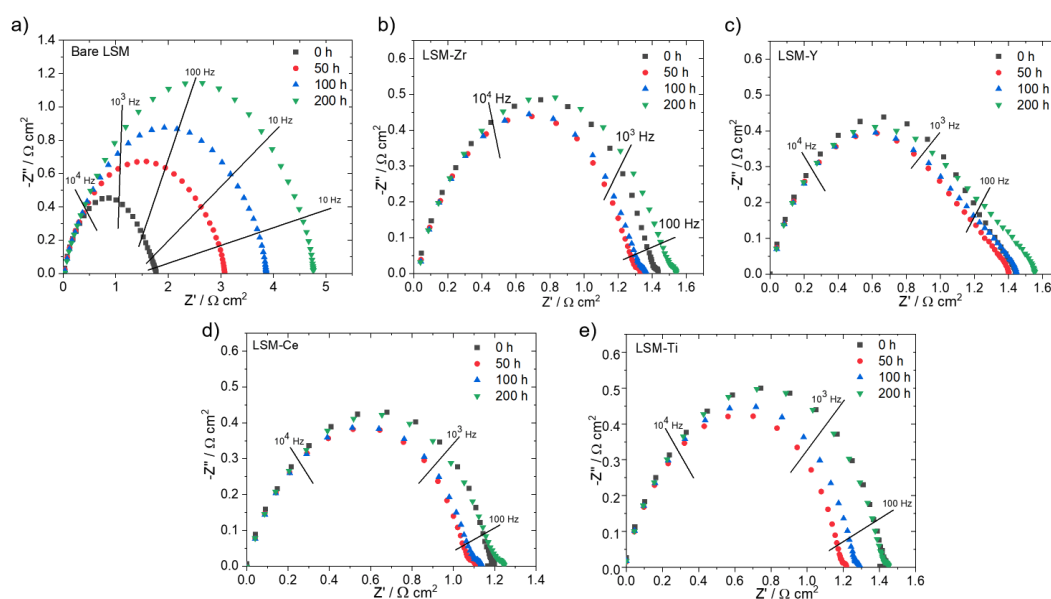 a)
Bare LSM
0 h
50 h
100 h
200 h
10⁴ Hz
10³ Hz
100 Hz
10 Hz
10 Hz
-Z" / Ω cm²
1.4
1.2
1.0
0.8
0.6
0.4
0.2
0.0
0 1 2 3 4 5
Z' / Ω cm²
b)
LSM-Zr
0 h
50 h
100 h
200 h
10⁴ Hz
10³ Hz
100 Hz
-Z" / Ω cm²
0.6
0.5
0.4
0.3
0.2
0.1
0.0
0.0 0.2 0.4 0.6 0.8 1.0 1.2 1.4 1.6
Z' / Ω cm²
c)
LSM-Y
0 h
50 h
100 h
200 h
10⁴ Hz
10³ Hz
100 Hz
-Z" / Ω cm²
0.6
0.5
0.4
0.3
0.2
0.1
0.0
0.0 0.2 0.4 0.6 0.8 1.0 1.2 1.4 1.6
Z' / Ω cm²
d)
LSM-Ce
0 h
50 h
100 h
200 h
10⁴ Hz
10³ Hz
100 Hz
-Z" / Ω cm²
0.6
0.5
0.4
0.3
0.2
0.1
0.0
0.0 0.2 0.4 0.6 0.8 1.0 1.2 1.4
Z' / Ω cm²
e)
LSM-Ti
0 h
50 h
100 h
200 h
10⁴ Hz
10³ Hz
100 Hz
-Z" / Ω cm²
0.6
0.5
0.4
0.3
0.2
0.1
0.0
0.0 0.2 0.4 0.6 0.8 1.0 1.2 1.4 1.6
Z' / Ω cm²